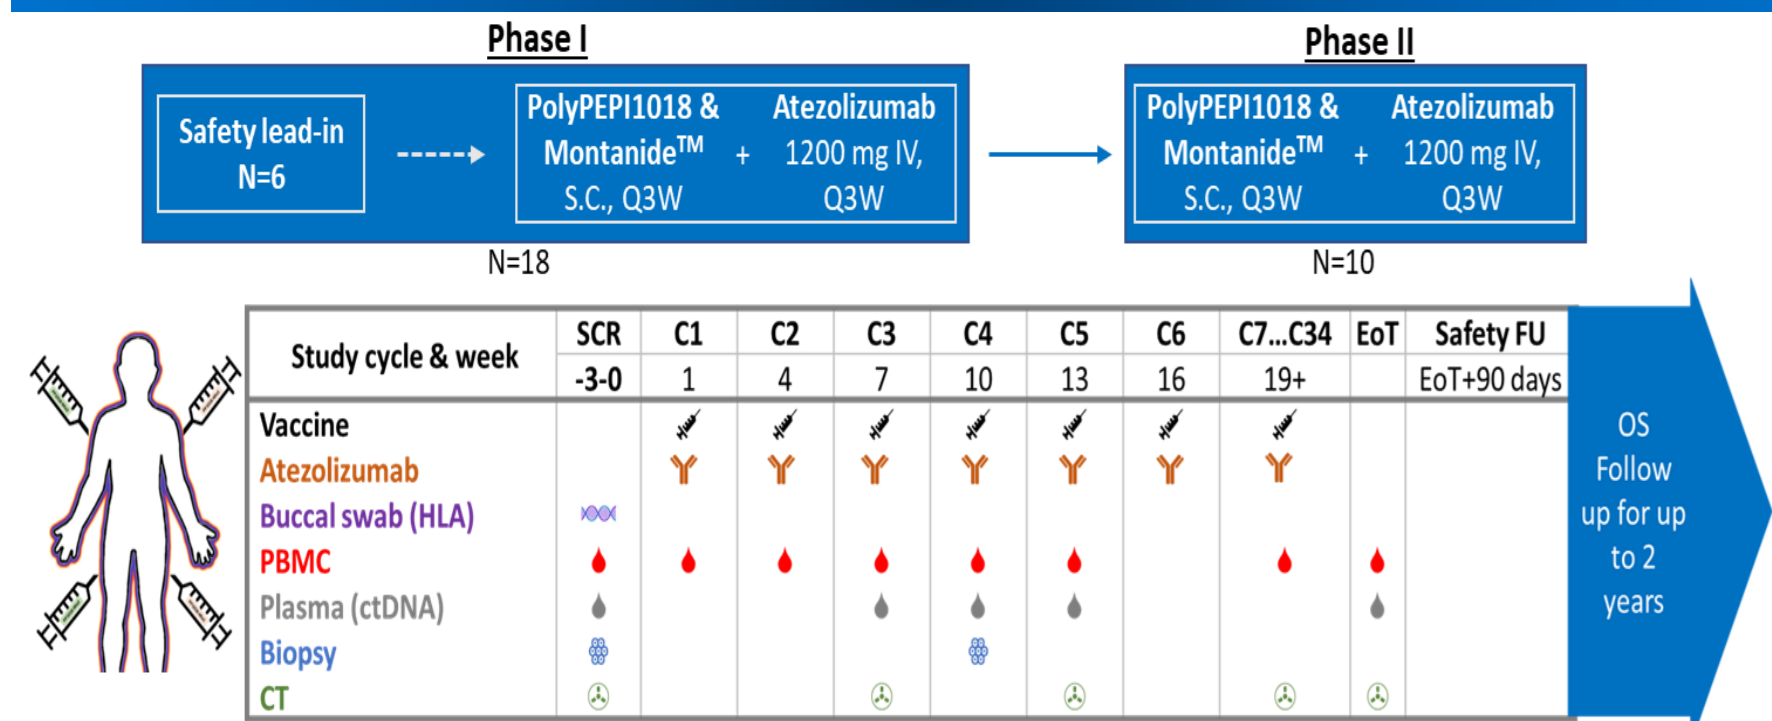 Phase I
Phase II
Safety lead-in
N=6
PolyPEPI1018 &
Montanide™
S.C., Q3W
+
Atezolizumab
1200 mg IV,
Q3W
PolyPEPI1018 &
Montanide™
S.C., Q3W
+
Atezolizumab
1200 mg IV,
Q3W
N=18
N=10
Study cycle & week SCR C1 C2 C3 C4 C5 C6 C7...C34 EoT Safety FU
-3-0 1 4 7 10 13 16 19+ EoT+90 days
Vaccine
Atezolizumab
Buccal swab (HLA)
PBMC
Plasma (ctDNA)
Biopsy
CT
OS
Follow
up for up
to 2
years